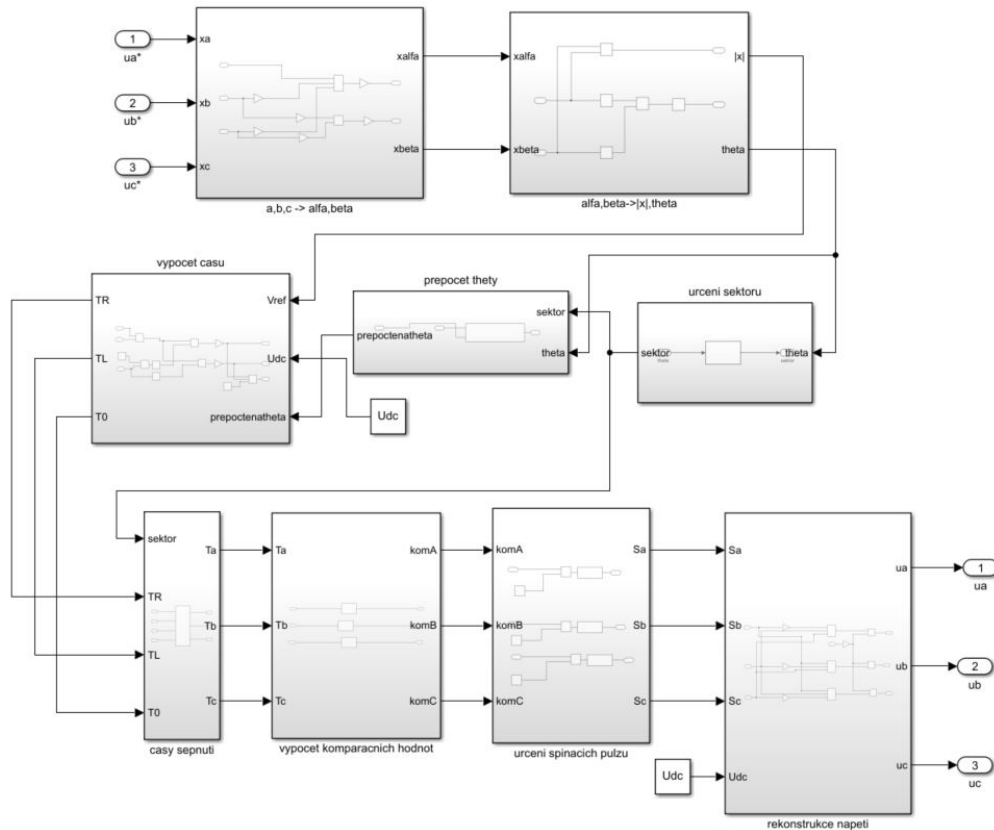 1
ua*
2
ub*
3
uc*
xa
xb
xc
xalfa
xbeta
a,b,c -> alfa,beta
xalfa
xbeta
|x|
theta
alfa,beta->|x|,theta
vypocet casu
TR
TL
T0
Vref
Udc
prepoctenatheta
prepocet thety
prepoctenatheta
sektor
theta
urceni sektoru
sektor
theta
Udc
sektor
TR
TL
T0
Ta
Tb
Tc
casy sepnuti
Ta
Tb
Tc
komA
komB
komC
vypocet komparacnich hodnot
komA
komB
komC
Sa
Sb
Sc
urceni spinacich pulzu
Udc
Sa
Sb
Sc
Udc
ua
ub
uc
rekonstrukce napeti
1
ua
2
ub
3
uc